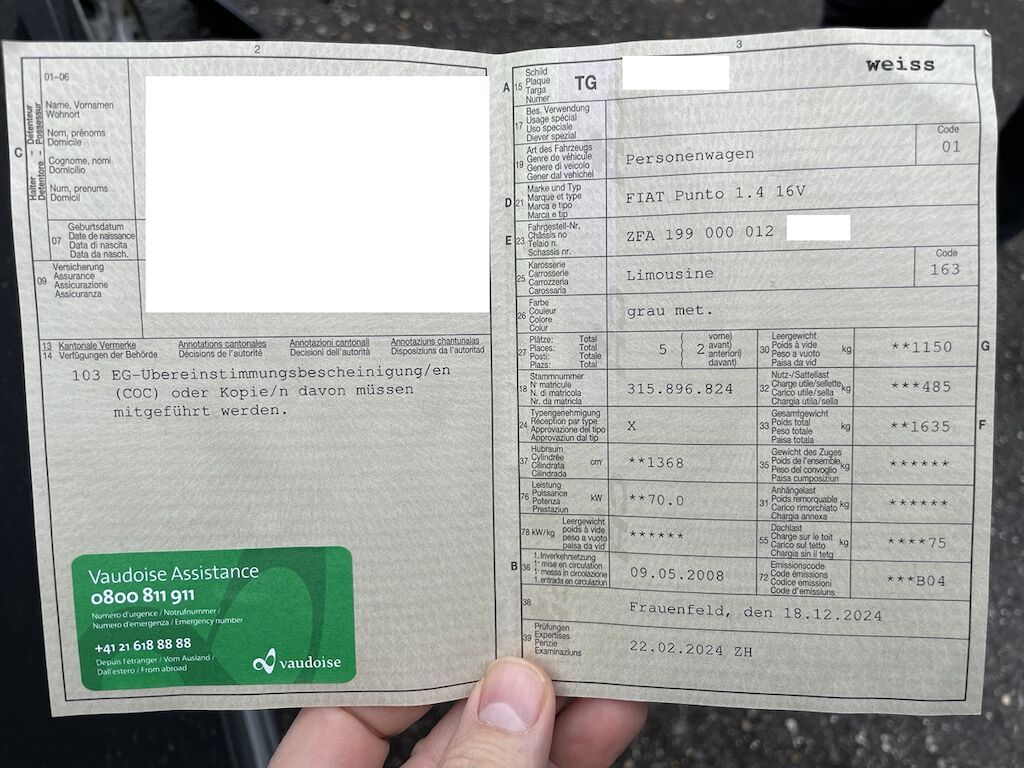 2
01-06
Halter - Détenteur
Detentore - Possessur
C
Name, Vornamen
Wohnort
Nom, prénoms
Domicile
Cognome, nomi
Domicilio
Num, prenums
Domicil
07
Geburtsdatum
Date de naissance
Data di nascita
Data da nasch.
09
Versicherung
Assurance
Assicurazione
Assicuranza
13 Kantonale Vermerke Annotations cantonales Annotazioni cantonali Annotaziuns chantunalas
14 Verfügungen der Behörde Décisions de l'autorité Decisioni dell'autorità Disposiziuns da l'autoritad
103 EG-Übereinstimmungsbescheinigung/en
(COC) oder Kopie/n davon müssen
mitgeführt werden.
Vaudoise Assistance
0800 811 911
Numéro d'urgence / Notrufnummer /
Numero d'emergenza / Emergency number
+41 21 618 88 88
Depuis l'étranger / Vom Ausland /
Dall'estero / From abroad
vaudoise
3
A 15
Schild
Plaque
Targa
Numer
TG
weiss
17
Bes. Verwendung
Usage spécial
Uso speciale
Diever spezial
19
Art des Fahrzeugs
Genre de véhicule
Genere di veicolo
Gener dal vehichel
Personenwagen
Code
01
D 21
Marke und Typ
Marque et type
Marca e tipo
Marca e tip
FIAT Punto 1.4 16V
E 23
Fahrgestell-Nr.
Châssis no
Telaio n.
Schassis nr.
ZFA 199 000 012
25
Karosserie
Carrosserie
Carrozzeria
Carossaria
Limousine
Code
163
26
Farbe
Couleur
Colore
Colur
grau met.
27
Plätze: Total
Places: Total
Posti: Totale
Plazs: Total
5 ( 2 vorne)
avant)
anteriori)
davant)
30
Leergewicht
Poids à vide
Peso a vuoto
Paisa da vid
kg
**1150
G
18
Stammnummer
N° matricule
N. di matricola
Nr. da matricla
315.896.824
32
Nutz-/Sattellast
Charge utile/sellette
Carico utile/sella
Chargia utila/sella
kg
***485
24
Typengenehmigung
Réception par type
Approvazione del tipo
Approvaziun dal tip
X
33
Gesamtgewicht
Poids total
Peso totale
Paisa totala
kg
**1635
F
37
Hubraum
Cylindrée
Cilindrata
Cilindrada
cm³
**1368
35
Gewicht des Zuges
Poids de l'ensemble
Peso del convoglio
Paisa cumposiziun
kg
******
76
Leistung
Puissance
Potenza
Prestaziun
kW
**70.0
31
Anhängelast
Poids remorquable
Carico rimorchiato
Chargia annexa
kg
******
78 kW/kg
Leergewicht
poids à vide
peso a vuoto
paisa da vid
******
55
Dachlast
Charge sur le toit
Carico sul tetto
Chargia sin il tetg
kg
****75
B 36
1. Inverkehrsetzung
1re mise en circulation
1a messa in circolazione
1. entrada en circulaziun
09.05.2008
72
Emissionscode
Code émissions
Codice emissioni
Code d'emissiuns
***B04
38
Frauenfeld, den 18.12.2024
39
Prüfungen
Expertises
Perizie
Examinaziuns
22.02.2024 ZH